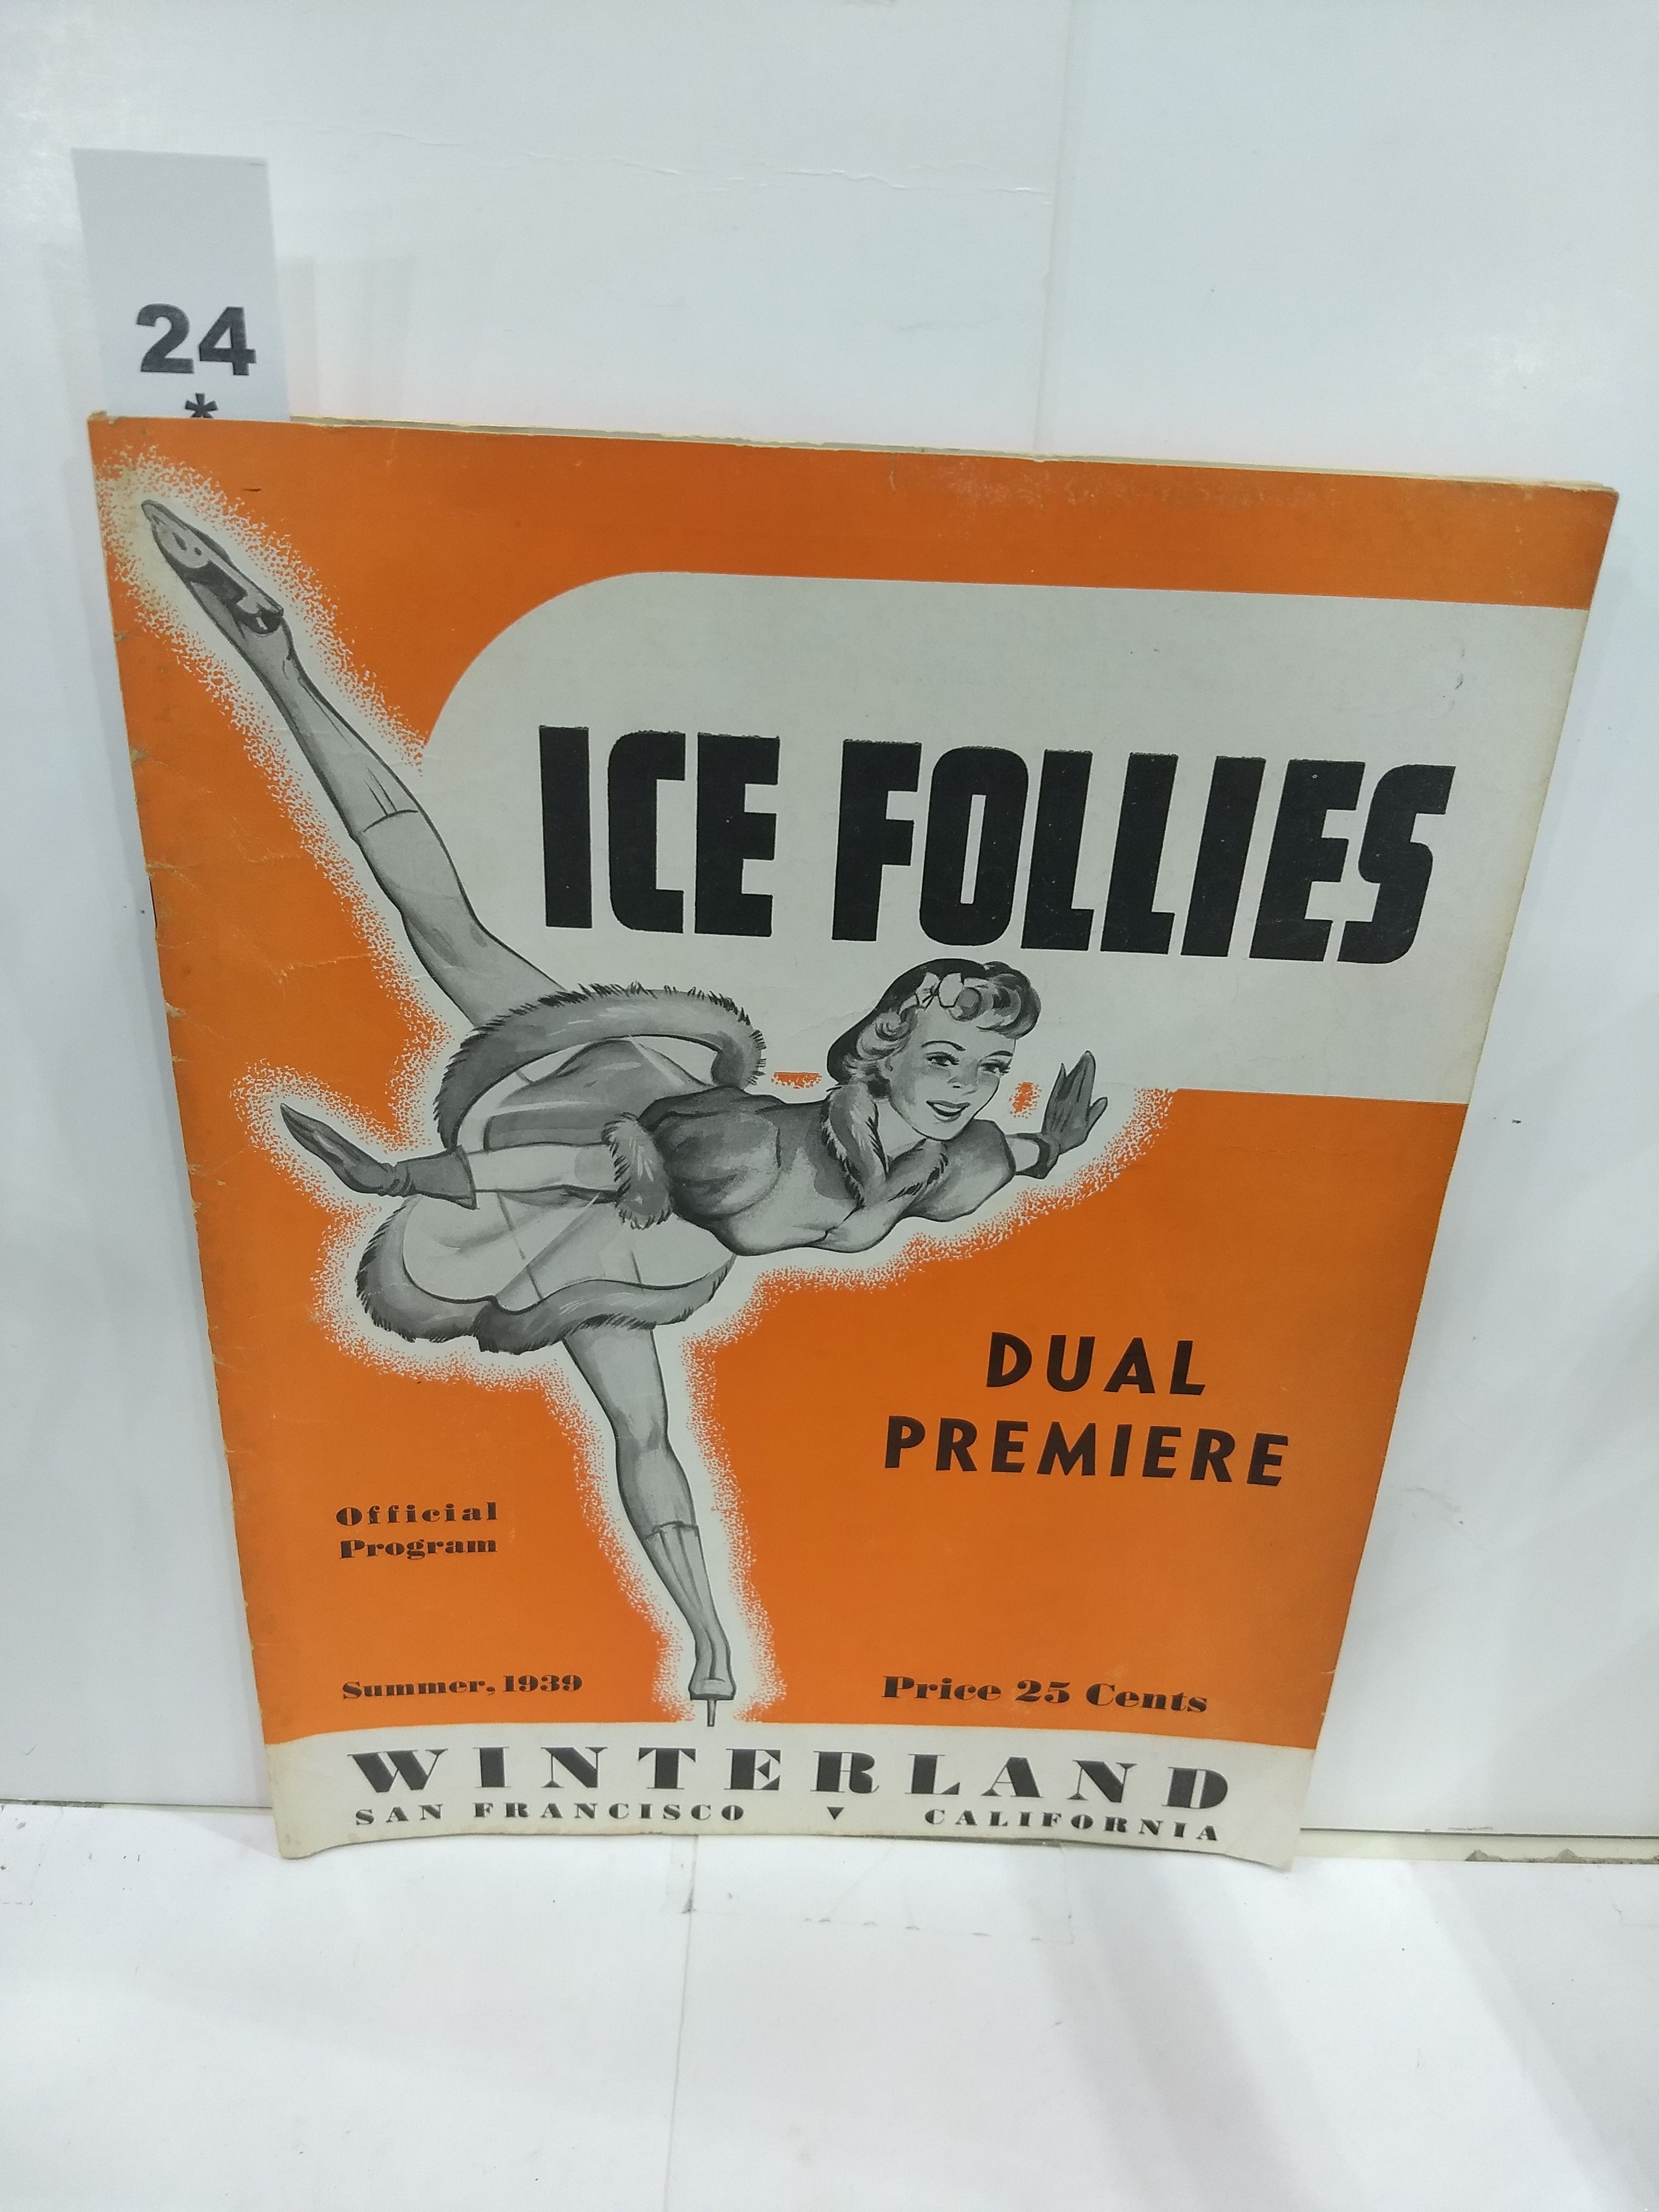 24
*
ICE FOLLIES
DUAL
PREMIERE
Official
Program
Summer, 1939
Price 25 Cents
WINTERLAND
SAN FRANCISCO ▼ CALIFORNIA